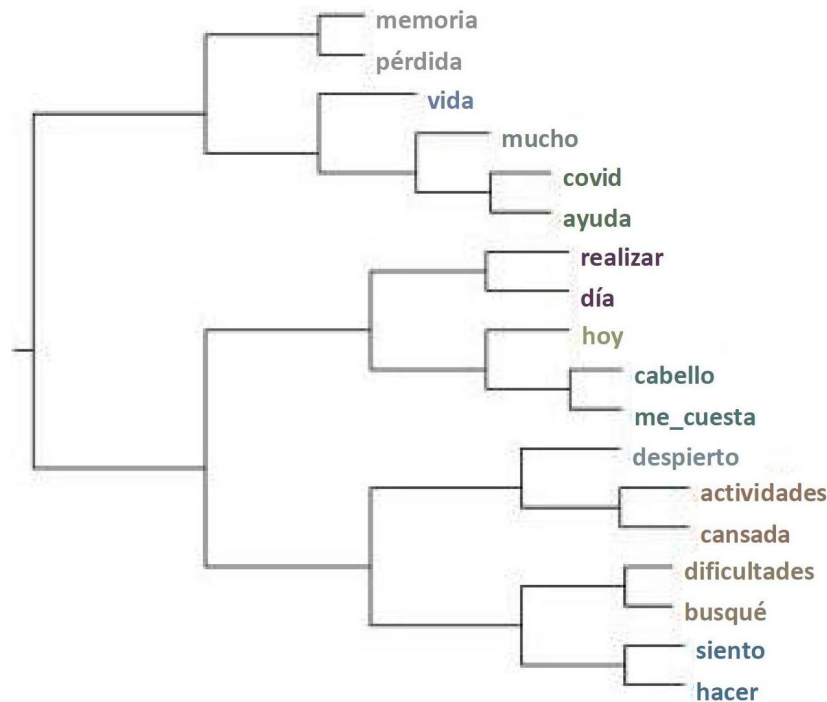 memoria
pérdida
vida
mucho
covid
ayuda
realizar
día
hoy
cabello
me_cuesta
despierto
actividades
cansada
dificultades
busqué
siento
hacer